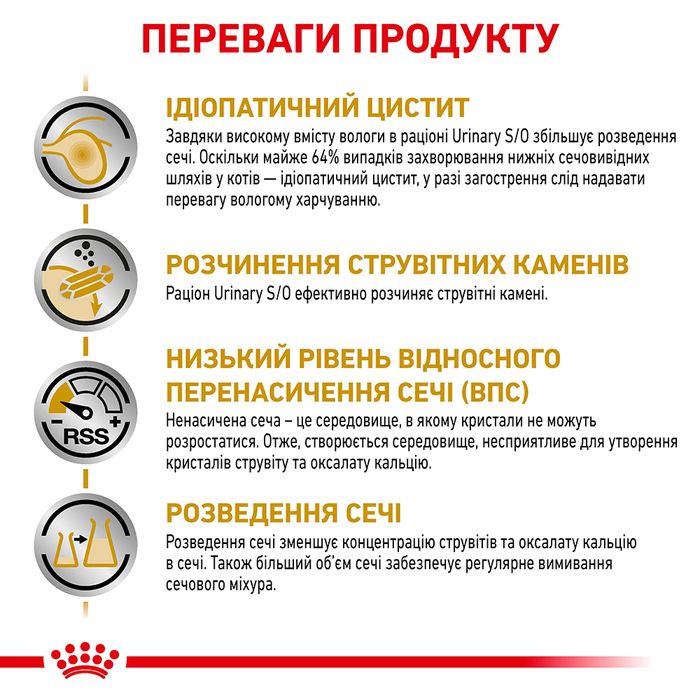 ПЕРЕВАГИ ПРОДУКТУ
ІДІОПАТИЧНИЙ ЦИСТИТ
Завдяки високому вмісту вологи в раціоні Urinary S/O збільшує розведення
сечі. Оскільки майже 64% випадків захворювання нижніх сечовивідних
шляхів у котів — ідіопатичний цистит, у разі загострення слід надавати
перевагу вологому харчуванню.
РОЗЧИНЕННЯ СТРУВІТНИХ КАМЕНІВ
Раціон Urinary S/O ефективно розчиняє струвітні камені.
НИЗЬКИЙ РІВЕНЬ ВІДНОСНОГО
ПЕРЕНАСИЧЕННЯ СЕЧІ (ВПС)
Ненасичена сеча – це середовище, в якому кристали не можуть
розростатися. Отже, створюється середовище, несприятливе для утворення
кристалів струвіту та оксалату кальцію.
- RSS +
РОЗВЕДЕННЯ СЕЧІ
Розведення сечі зменшує концентрацію струвітів та оксалату кальцію
в сечі. Також більший об’єм сечі забезпечує регулярне вимивання
сечового міхура.